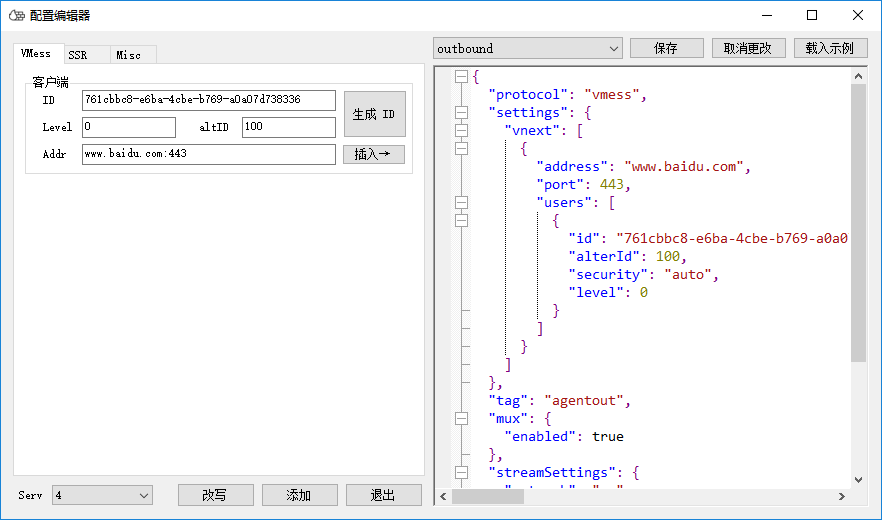 配置编辑器
VMess SSR Misc
客户端
ID 761cbbc8-e6ba-4cbe-b769-a0a07d738336
生成 ID
Level 0 altID 100
Addr www.baidu.com:443 插入→
Serv 4 改写 添加 退出
outbound 保存 取消更改 载入示例
{
"protocol": "vmess",
"settings": {
"vnext": [
{
"address": "www.baidu.com",
"port": 443,
"users": [
{
"id": "761cbbc8-e6ba-4cbe-b769-a0a0
"alterId": 100,
"security": "auto",
"level": 0
}
]
}
]
},
"tag": "agentout",
"mux": {
"enabled": true
},
"streamSettings": {